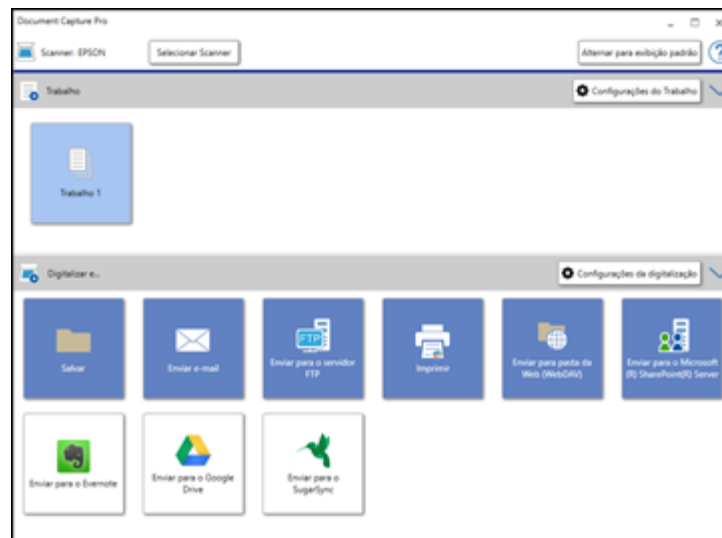 Document Capture Pro
Scanner: EPSON
Selecionar Scanner
Alternar para exibição padrão
?
Trabalho
Configurações do Trabalho
Trabalho 1
Digitalizar e...
Configurações da digitalização
Salvar
Enviar e-mail
FTP
Enviar para o servidor
FTP
Imprimir
Enviar para pasta da
Web (WebDAV)
Enviar para o Microsoft
(R) SharePoint(R) Server
Enviar para o Evernote
Enviar para o Google
Drive
Enviar para o
SugarSync